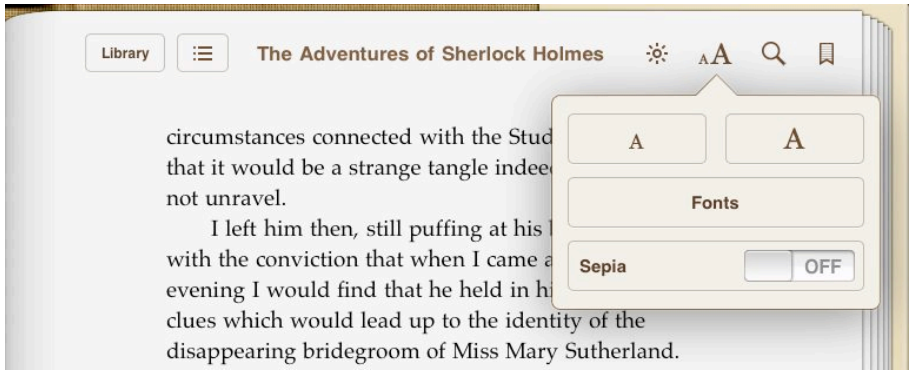 Library
The Adventures of Sherlock Holmes
AA
A
A
Fonts
Sepia
OFF
circumstances connected with the Stud
that it would be a strange tangle indeed
not unravel.
I left him then, still puffing at his
with the conviction that when I came a
evening I would find that he held in hi
clues which would lead up to the identity of the
disappearing bridegroom of Miss Mary Sutherland.